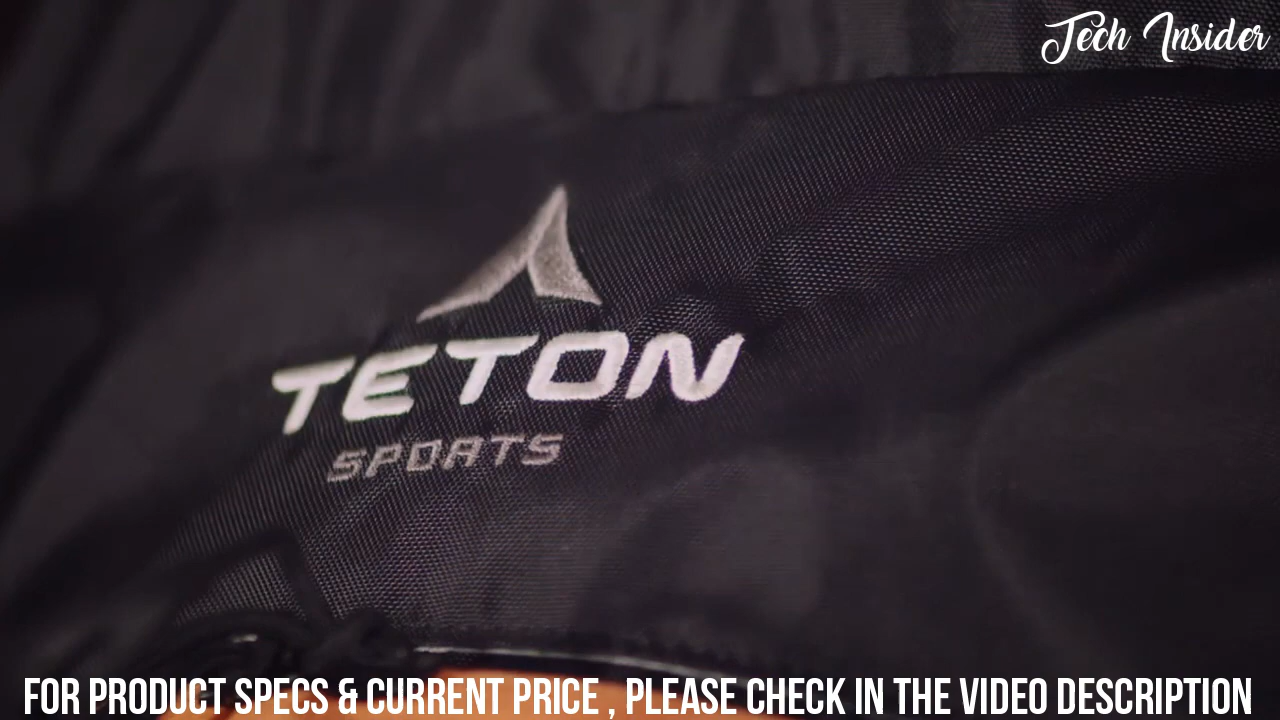 Tech Insider
TETON
SPORTS
FOR PRODUCT SPECS & CURRENT PRICE , PLEASE CHECK IN THE VIDEO DESCRIPTION